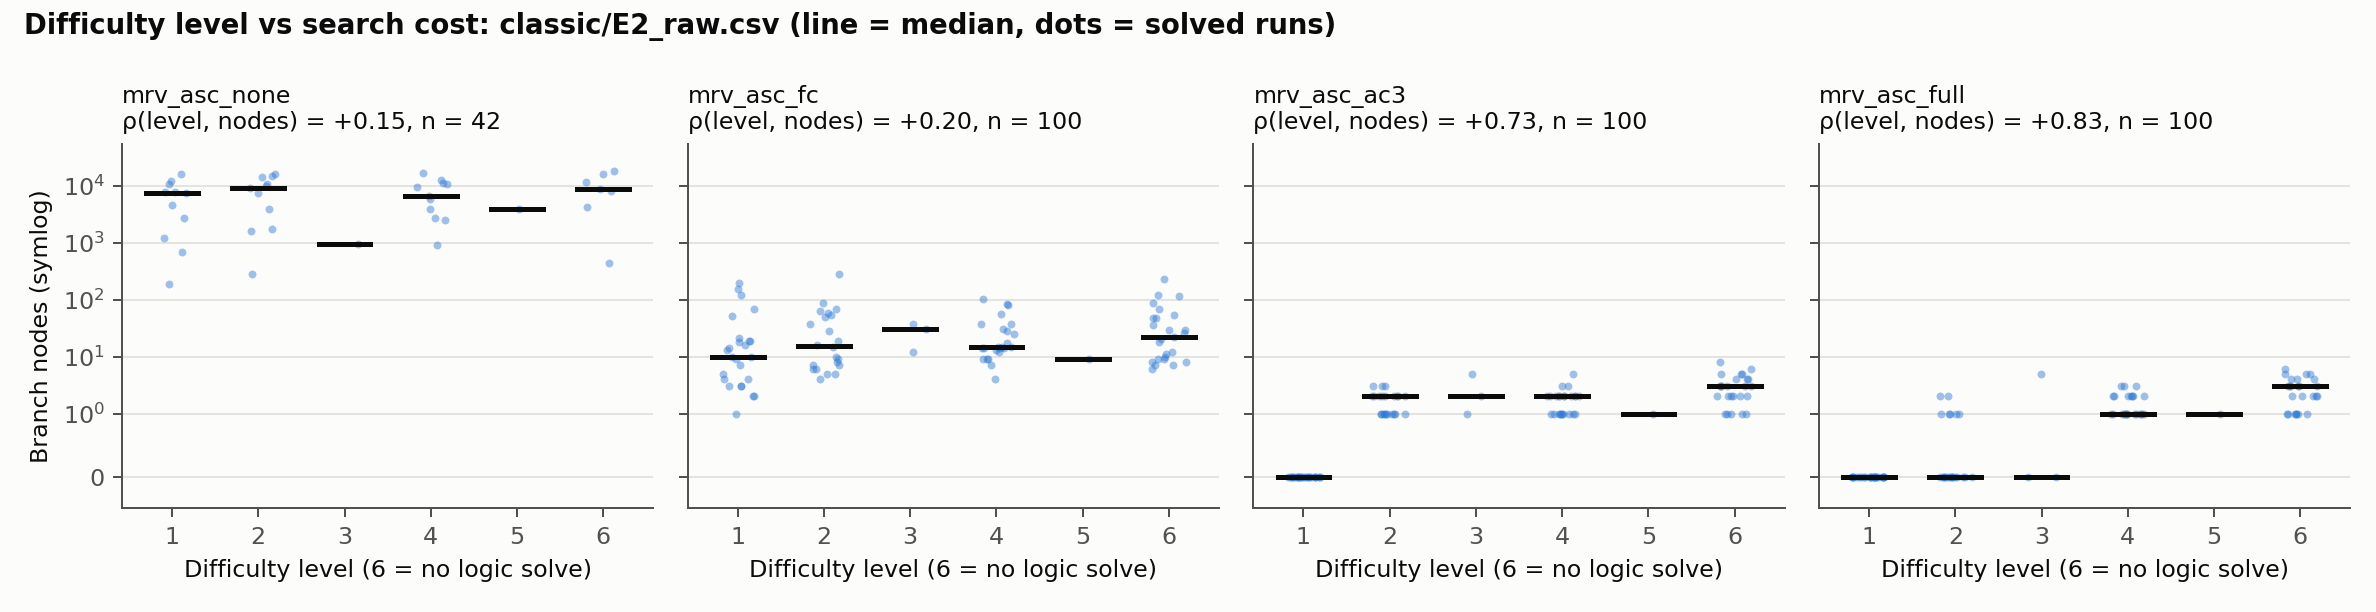 Difficulty level vs search cost: classic/E2_raw.csv (line = median, dots = solved runs)
mrv_asc_none
ρ(level, nodes) = +0.15, n = 42
mrv_asc_fc
ρ(level, nodes) = +0.20, n = 100
mrv_asc_ac3
ρ(level, nodes) = +0.73, n = 100
mrv_asc_full
ρ(level, nodes) = +0.83, n = 100
Branch nodes (symlog)
10⁴
10³
10²
10¹
10⁰
0
1 2 3 4 5 6
Difficulty level (6 = no logic solve)
1 2 3 4 5 6
Difficulty level (6 = no logic solve)
1 2 3 4 5 6
Difficulty level (6 = no logic solve)
1 2 3 4 5 6
Difficulty level (6 = no logic solve)